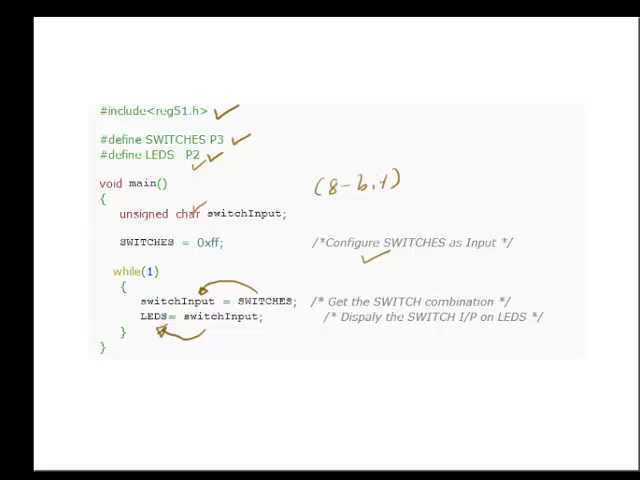 #include<reg51.h>
#define SWITCHES P3
#define LEDS P2
void main()
(8-bit)
{
unsigned char switchInput;
SWITCHES = 0xff; /*Configure SWITCHES as Input */
while(1)
{
switchInput = SWITCHES; /* Get the SWITCH combination */
LEDS= switchInput; /* Dispaly the SWITCH I/P on LEDS */
}
}